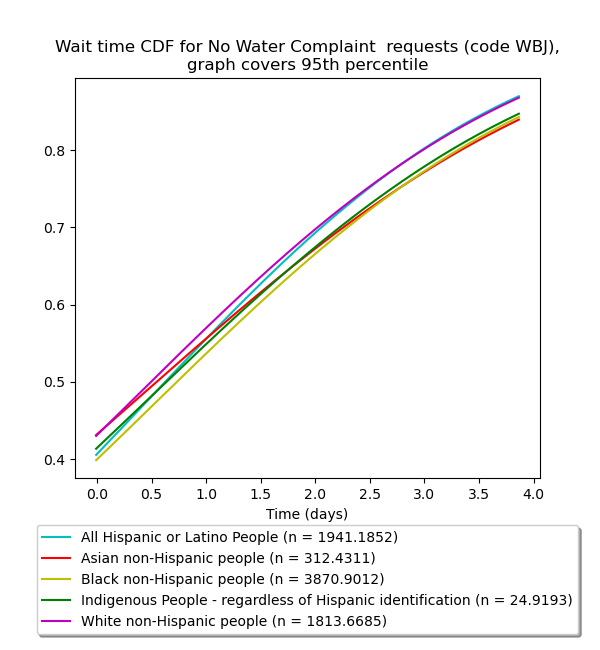 Wait time CDF for No Water Complaint  requests (code WBJ),
graph covers 95th percentile
0.8
0.7
0.6
0.5
0.4
0.0 0.5 1.0 1.5 2.0 2.5 3.0 3.5 4.0
Time (days)
All Hispanic or Latino People (n = 1941.1852)
Asian non-Hispanic people (n = 312.4311)
Black non-Hispanic people (n = 3870.9012)
Indigenous People - regardless of Hispanic identification (n = 24.9193)
White non-Hispanic people (n = 1813.6685)